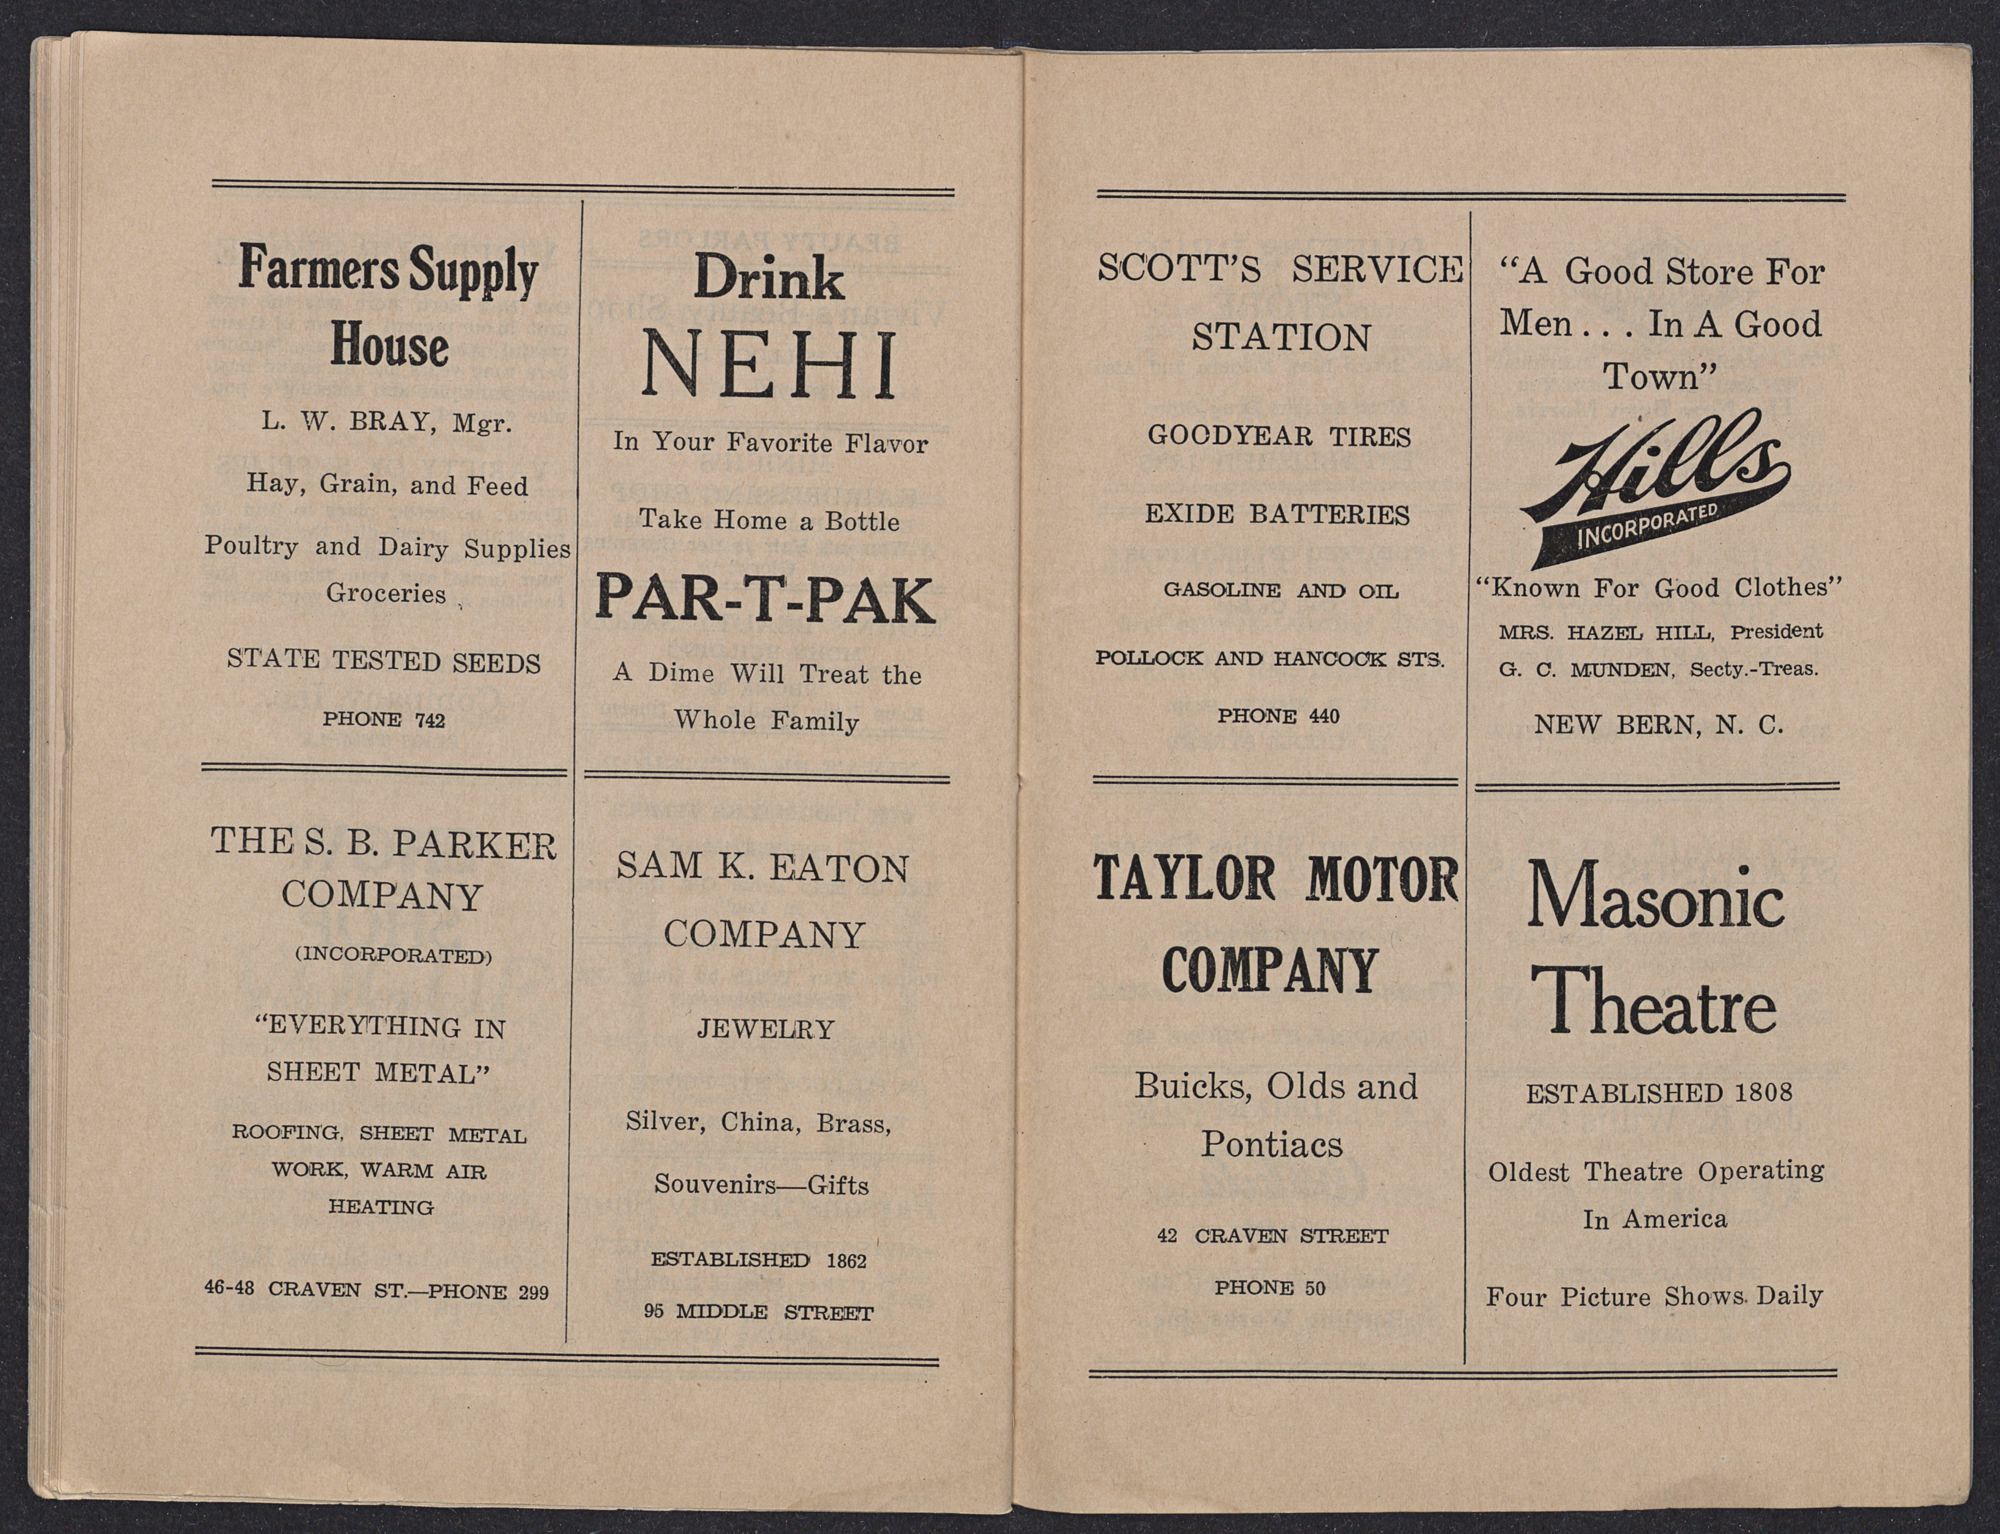 Farmers Supply
House
L. W. BRAY, Mgr.
Hay, Grain, and Feed
Poultry and Dairy Supplies
Groceries
STATE TESTED SEEDS
PHONE 742
Drink
NEHI
In Your Favorite Flavor
Take Home a Bottle
PAR-T-PAK
A Dime Will Treat the
Whole Family
THE S. B. PARKER
COMPANY
(INCORPORATED)
“EVERYTHING IN
SHEET METAL”
ROOFING, SHEET METAL
WORK, WARM AIR
HEATING
46-48 CRAVEN ST.—PHONE 299
SAM K. EATON
COMPANY
JEWELRY
Silver, China, Brass,
Souvenirs—Gifts
ESTABLISHED 1862
95 MIDDLE STREET
SCOTT'S SERVICE
STATION
GOODYEAR TIRES
EXIDE BATTERIES
GASOLINE AND OIL
POLLOCK AND HANCOCK STS.
PHONE 440
“A Good Store For
Men... In A Good
Town”
Hills
INCORPORATED
“Known For Good Clothes”
MRS. HAZEL HILL, President
G. C. MUNDEN, Secty.-Treas.
NEW BERN, N. C.
TAYLOR MOTOR
COMPANY
Buicks, Olds and
Pontiacs
42 CRAVEN STREET
PHONE 50
Masonic
Theatre
ESTABLISHED 1808
Oldest Theatre Operating
In America
Four Picture Shows Daily